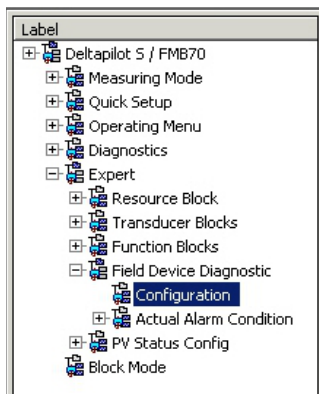 Label
Deltapilot S / FMB70
Measuring Mode
Quick Setup
Operating Menu
Diagnostics
Expert
Resource Block
Transducer Blocks
Function Blocks
Field Device Diagnostic
Configuration
Actual Alarm Condition
PV Status Config
Block Mode